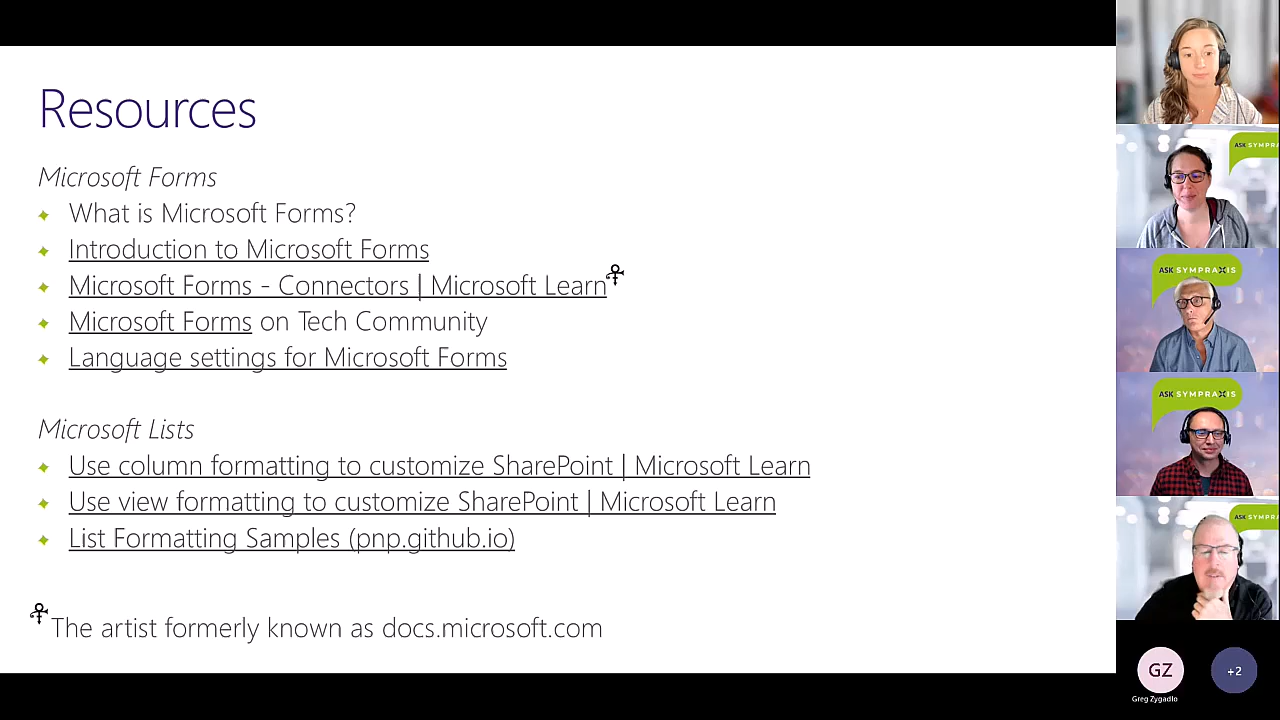 Resources
Microsoft Forms
What is Microsoft Forms?
Introduction to Microsoft Forms
Microsoft Forms - Connectors | Microsoft Learn
Microsoft Forms on Tech Community
Language settings for Microsoft Forms
Microsoft Lists
Use column formatting to customize SharePoint | Microsoft Learn
Use view formatting to customize SharePoint | Microsoft Learn
List Formatting Samples (pnp.github.io)
The artist formerly known as docs.microsoft.com
ASK SYMPR
ASK SYMPRAXIS
ASK SYMPRAXIS
ASK SYMPR
GZ
+2
Greg Zygadlo